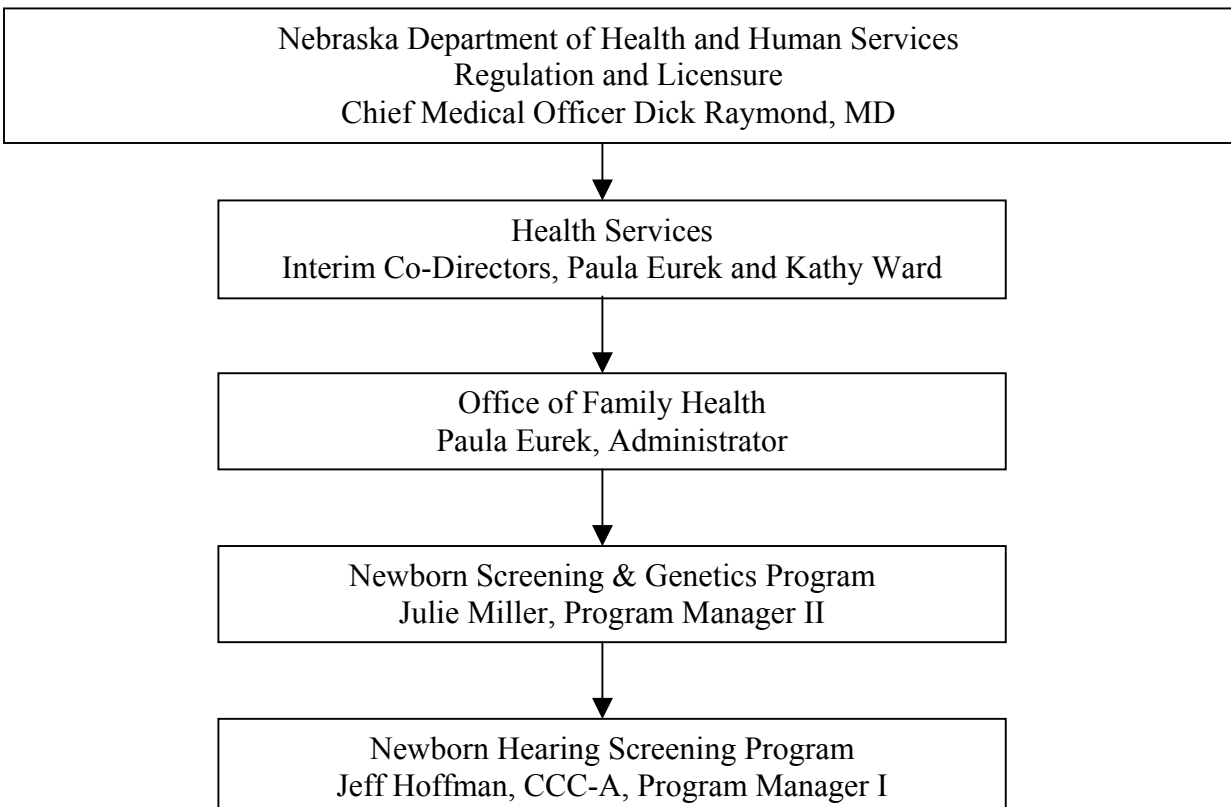 Nebraska Department of Health and Human Services
Regulation and Licensure
Chief Medical Officer Dick Raymond, MD
Health Services
Interim Co-Directors, Paula Eurek and Kathy Ward
Office of Family Health
Paula Eurek, Administrator
Newborn Screening & Genetics Program
Julie Miller, Program Manager II
Newborn Hearing Screening Program
Jeff Hoffman, CCC-A, Program Manager I